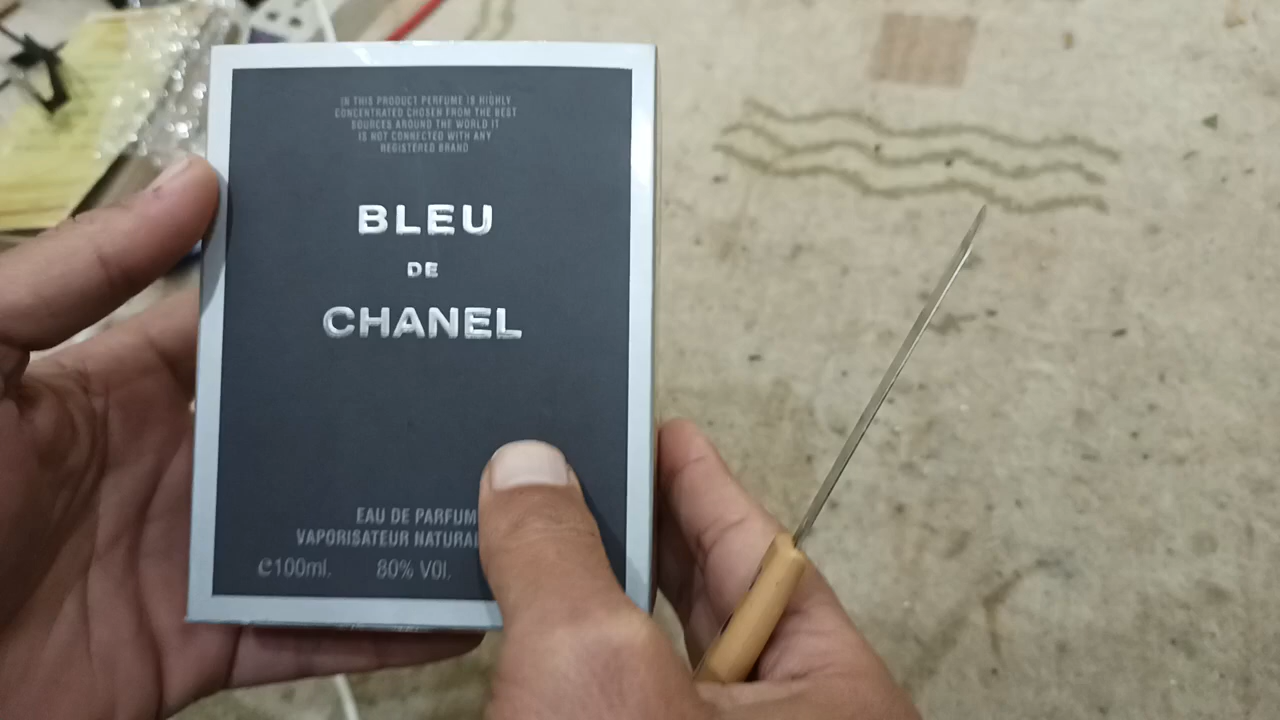 IN THIS PRODUCT PERFUME IS HIGHLY
CONCENTRATED CHOSEN FROM THE BEST
SOURCES AROUND THE WORLD IT
IS NOT CONNECTED WITH ANY
REGISTERED BRAND
BLEU
DE
CHANEL
EAU DE PARFUM
VAPORISATEUR NATURAL
℮100ml. 80% VOL.